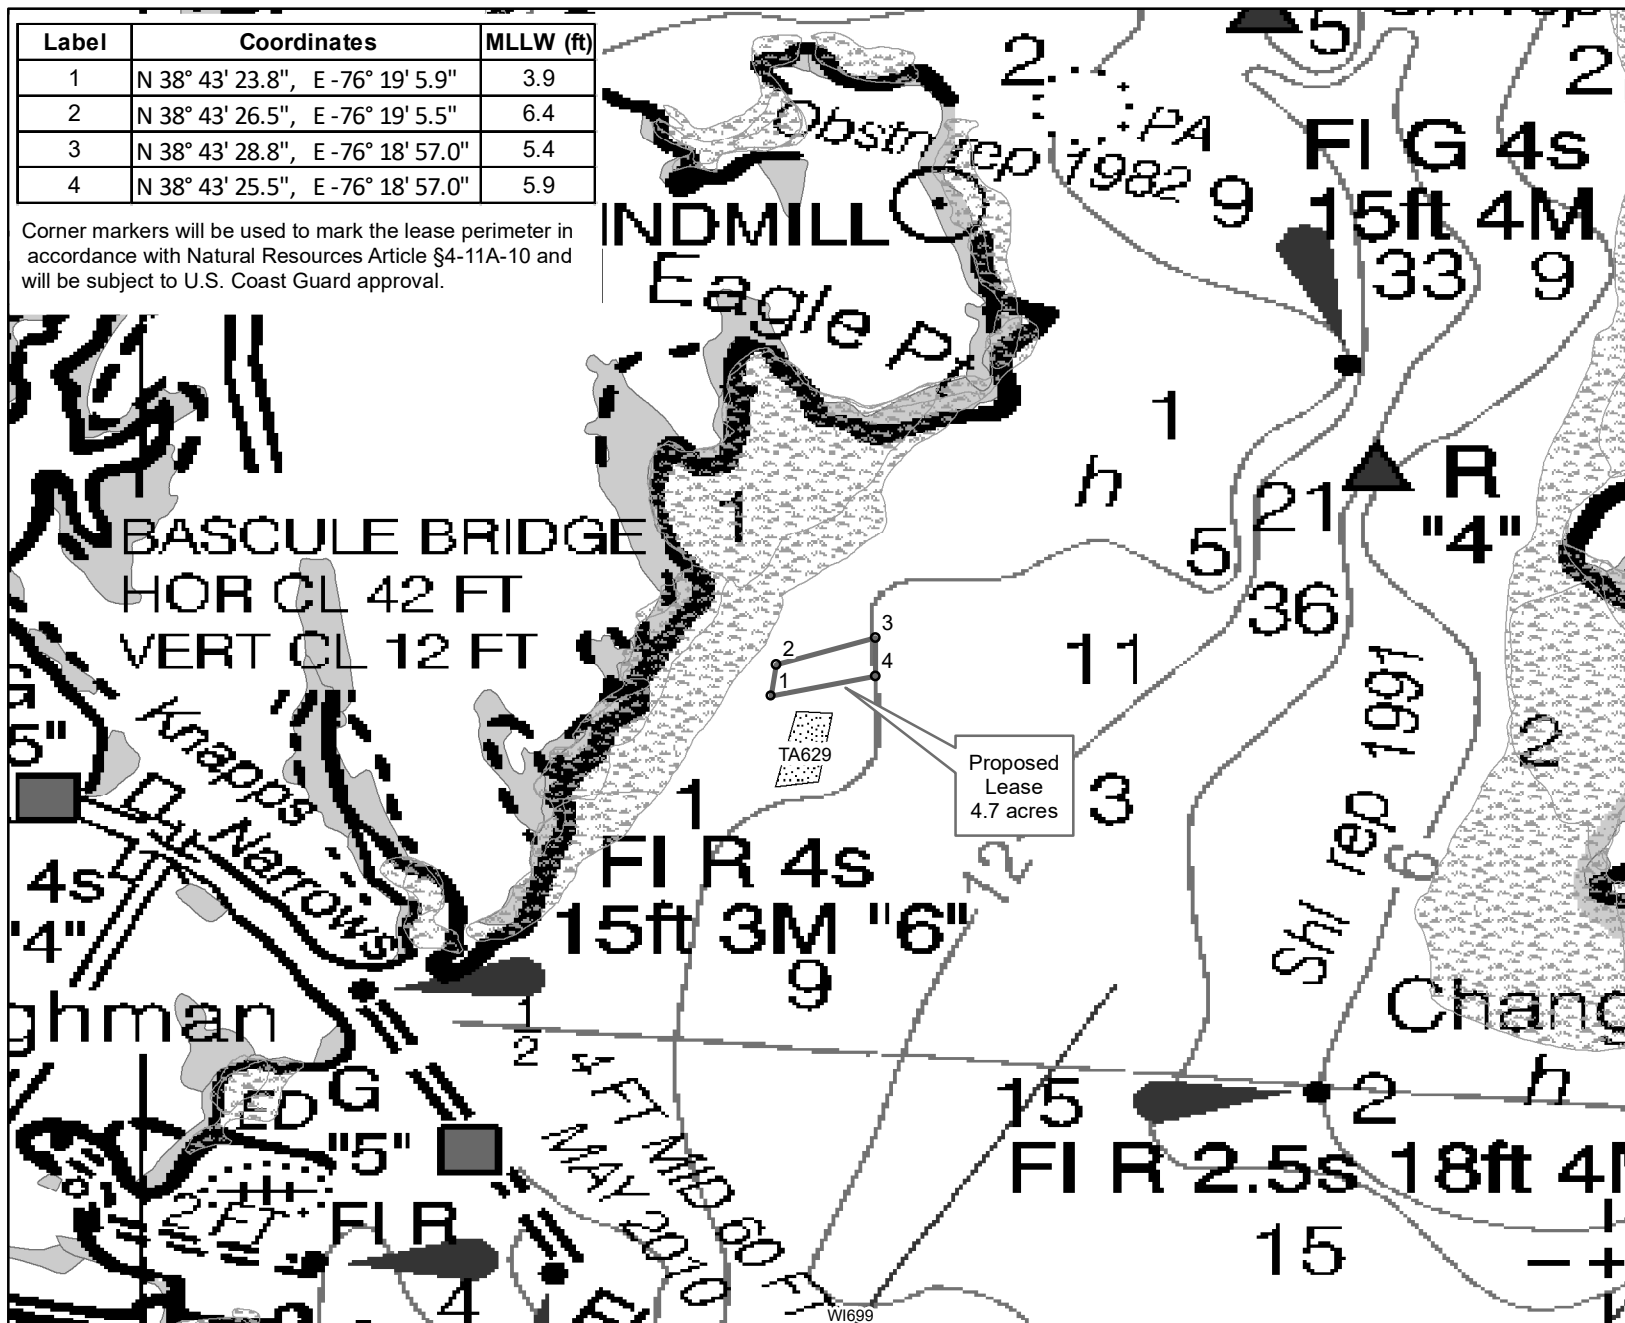 Label Coordinates MLLW (ft)
1 N 38° 43' 23.8", E -76° 19' 5.9" 3.9
2 N 38° 43' 26.5", E -76° 19' 5.5" 6.4
3 N 38° 43' 28.8", E -76° 18' 57.0" 5.4
4 N 38° 43' 25.5", E -76° 18' 57.0" 5.9
Corner markers will be used to mark the lease perimeter in
accordance with Natural Resources Article §4-11A-10 and
will be subject to U.S. Coast Guard approval.
5
2
2
Obstn rep 1982
PA
9
Fl G 4s
15ft 4M
33
9
INDMILL
Eagle Pt
1
h
R
"4"
21
5
36
1
BASCULE BRIDGE
HOR CL 42 FT
VERT CL 12 FT
2
3
1
4
11
TA629
Proposed
Lease
4.7 acres
Shl rep 1991
2
G
5"
Knapps
Narrows
1
3
12
6
Fl R 4s
15ft 3M "6"
9
4s
"4"
ghman
1
2
4 FT MID 60 FT
MAY 2010
Chang
h
15
2
Fl R 2.5s 18ft 4M
15
ED
G
"5"
2 FT
Fl R
4
WI699